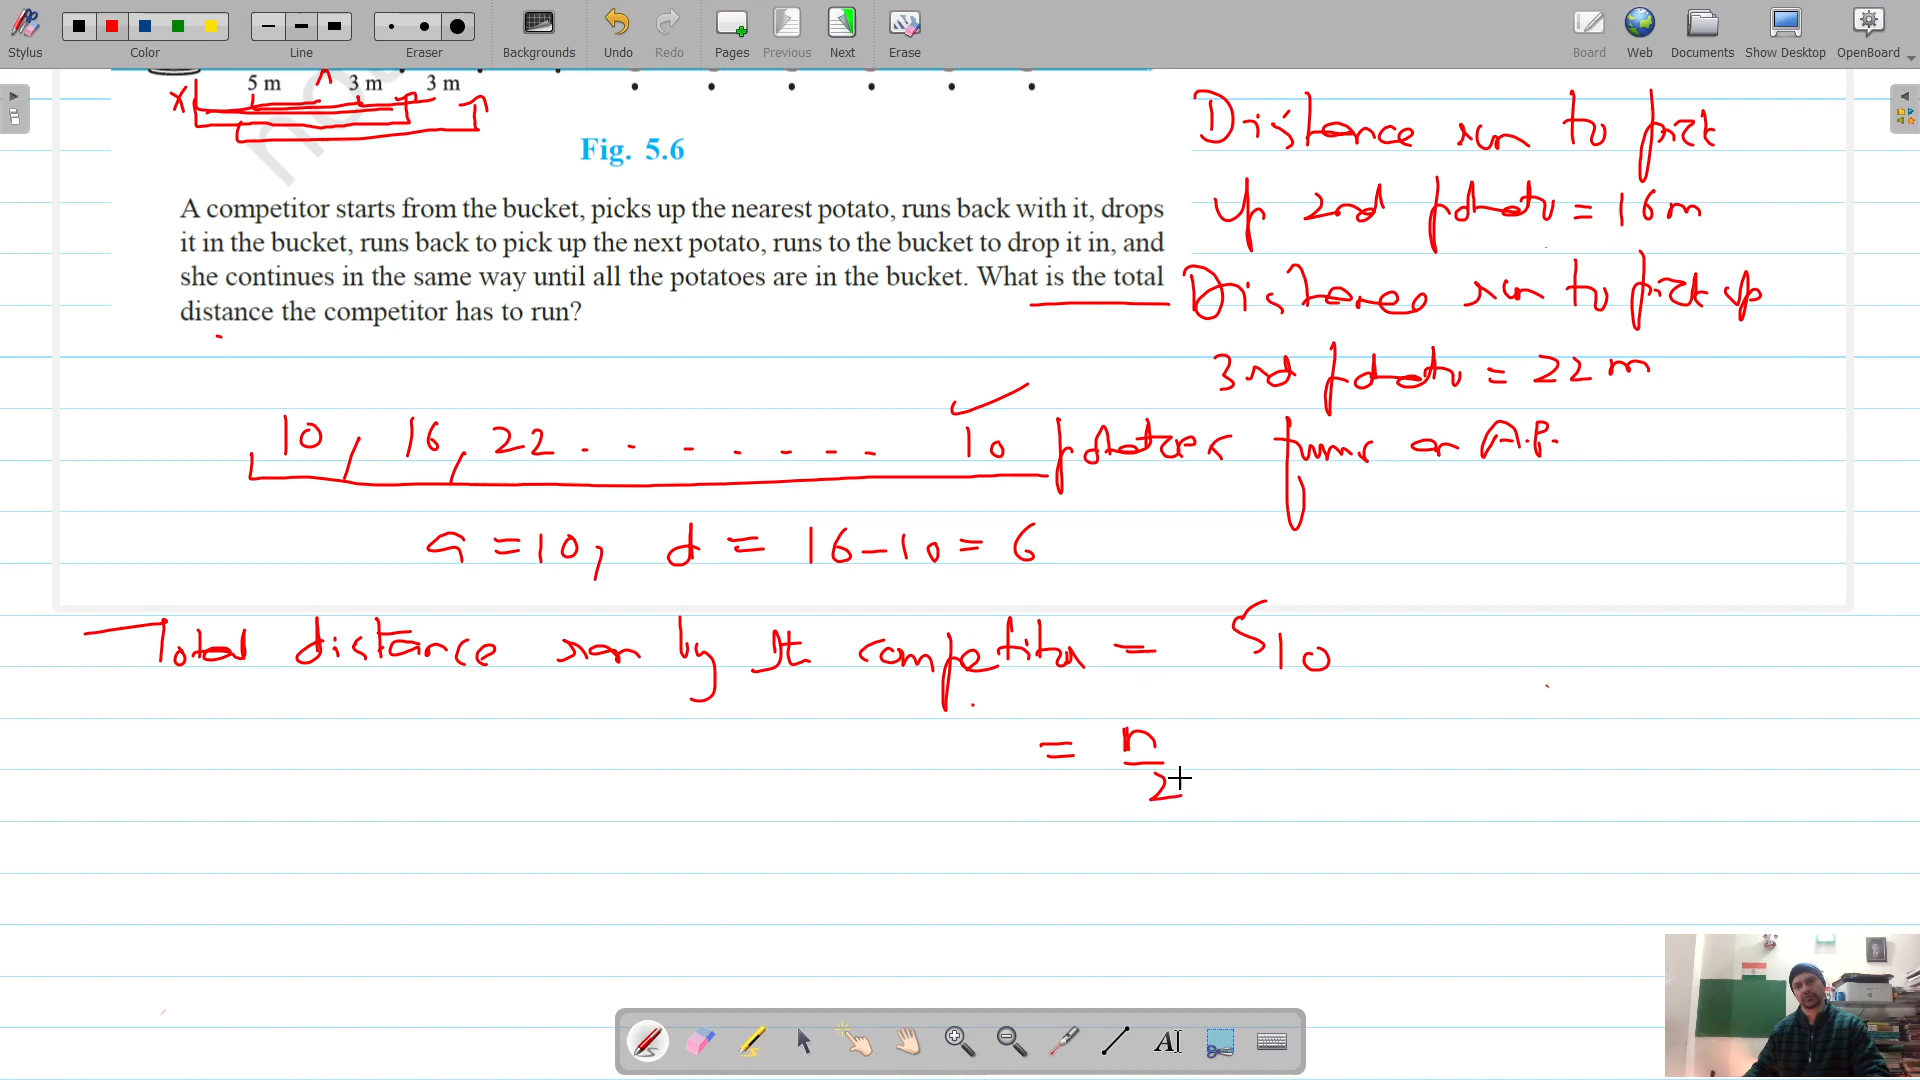 Stylus Color Line Eraser Backgrounds Undo Redo Pages Previous Next Erase Board Web Documents Show Desktop OpenBoard
5 m 3 m 3 m
X
Fig. 5.6
A competitor starts from the bucket, picks up the nearest potato, runs back with it, drops
it in the bucket, runs back to pick up the next potato, runs to the bucket to drop it in, and
she continues in the same way until all the potatoes are in the bucket. What is the total
distance the competitor has to run?
Distance run to pick
up 2nd potato = 16 m
Distance run to pick up
3rd potato = 22 m
10, 16, 22 . . . . . . . 10 potatoes forms an A.P.
a = 10, d = 16 - 10 = 6
Total distance ran by the competitor = S10
= n/2